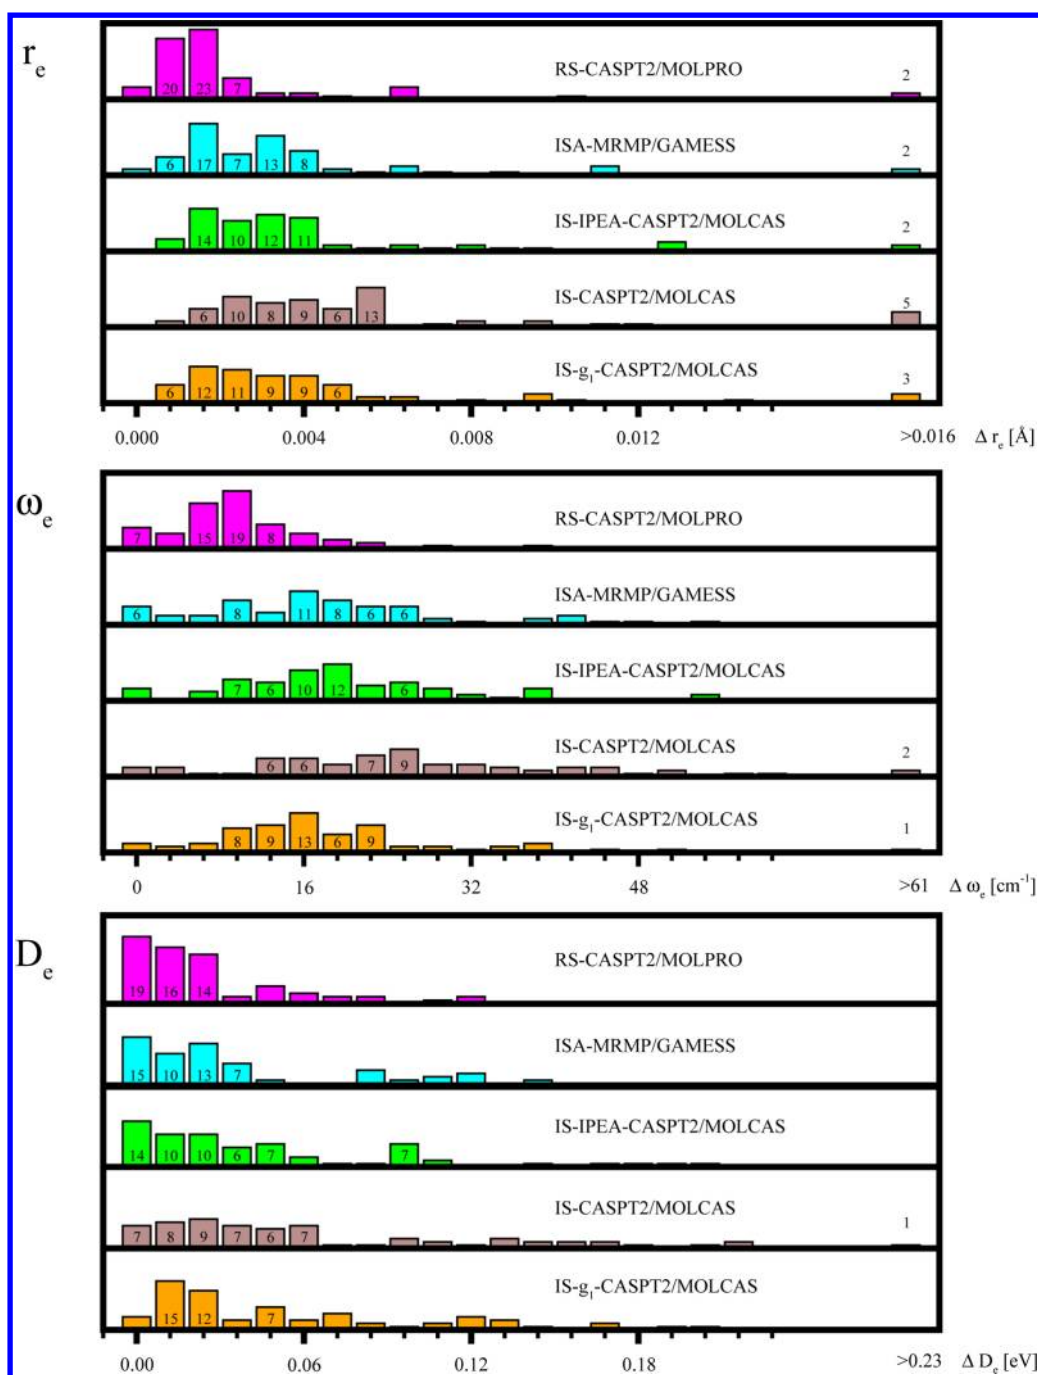 r_e
RS-CASPT2/MOLPRO 2
20 23 7
ISA-MRMP/GAMESS 2
6 17 7 13 8
IS-IPEA-CASPT2/MOLCAS 2
14 10 12 11
IS-CASPT2/MOLCAS 5
6 10 8 9 6 13
IS-g₁-CASPT2/MOLCAS 3
6 12 11 9 9 6
0.000 0.004 0.008 0.012 >0.016 Δ r_e [Å]
ω_e
RS-CASPT2/MOLPRO
7 15 19 8
ISA-MRMP/GAMESS
6 8 11 8 6 6
IS-IPEA-CASPT2/MOLCAS
7 6 10 12 6
IS-CASPT2/MOLCAS 2
6 6 7 9
IS-g₁-CASPT2/MOLCAS 1
8 9 13 6 9
0 16 32 48 >61 Δ ω_e [cm⁻¹]
D_e
RS-CASPT2/MOLPRO
19 16 14
ISA-MRMP/GAMESS
15 10 13 7
IS-IPEA-CASPT2/MOLCAS
14 10 10 6 7 7
IS-CASPT2/MOLCAS 1
7 8 9 7 6 7
IS-g₁-CASPT2/MOLCAS
15 12 7
0.00 0.06 0.12 0.18 >0.23 Δ D_e [eV]